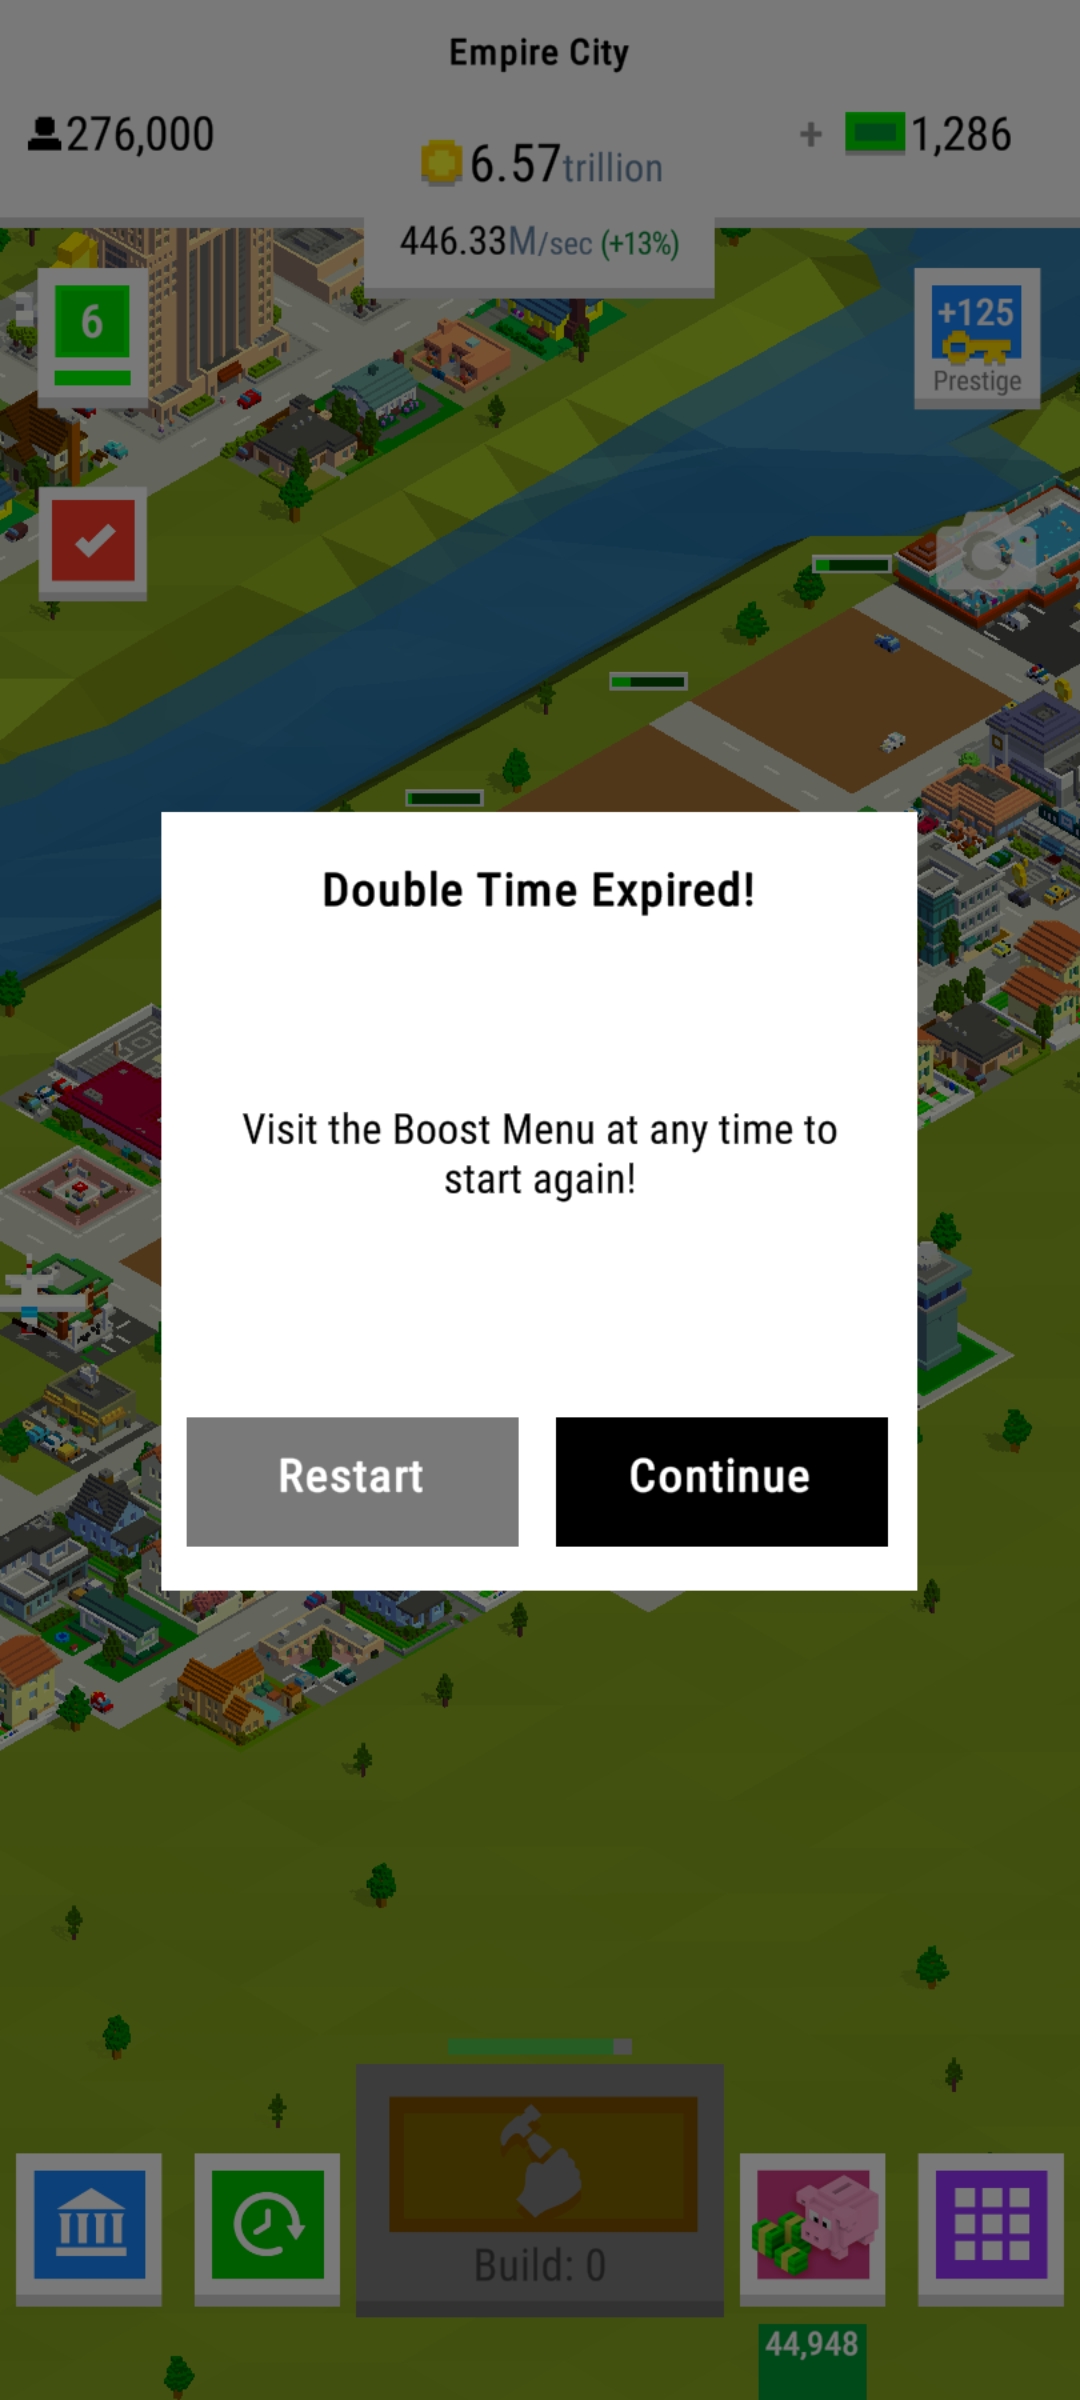 Empire City
276,000
6.57trillion
+ 1,286
446.33M/sec (+13%)
6
+125
Prestige
Double Time Expired!
Visit the Boost Menu at any time to
start again!
Restart
Continue
Build: 0
44,948